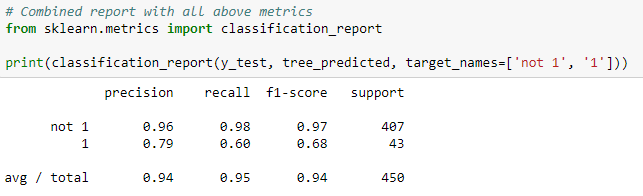 # Combined report with all above metrics
from sklearn.metrics import classification_report
print(classification_report(y_test, tree_predicted, target_names=['not 1', '1']))
precision recall f1-score support
not 1 0.96 0.98 0.97 407
1 0.79 0.60 0.68 43
avg / total 0.94 0.95 0.94 450